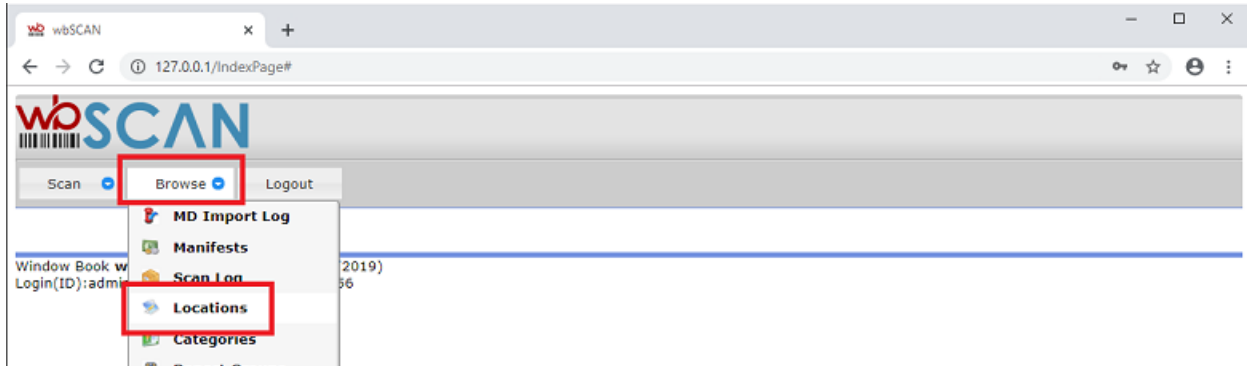 wbSCAN
127.0.0.1/IndexPage#
wbSCAN
Scan Browse Logout
MD Import Log
Manifests
Window Book w 2019)
Scan Log
Login(ID):admi 56
Locations
Categories